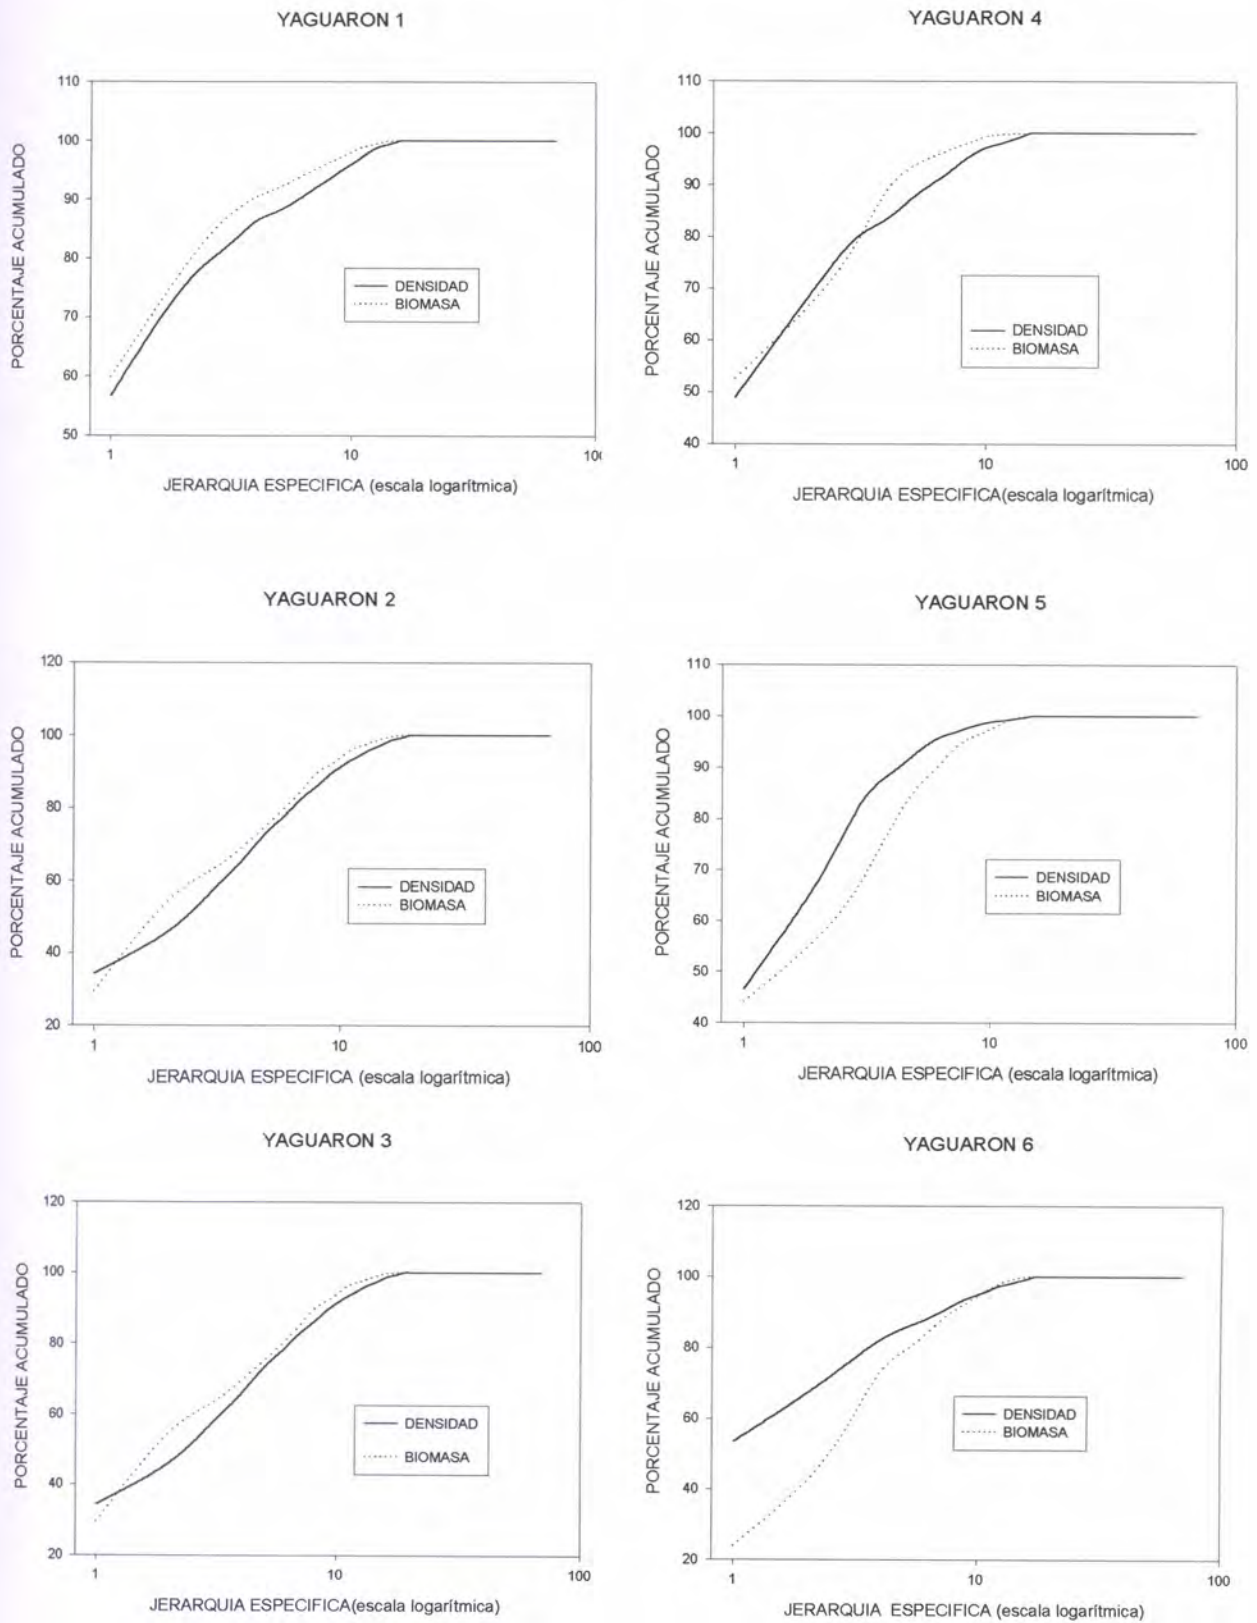 YAGUARON 1
PORCENTAJE ACUMULADO
110
100
90
80
70
60
50
DENSIDAD
BIOMASA
1
10
10
JERARQUIA ESPECIFICA (escala logarítmica)
YAGUARON 4
PORCENTAJE ACUMULADO
110
100
90
80
70
60
50
40
DENSIDAD
BIOMASA
1
10
100
JERARQUIA ESPECIFICA(escala logarítmica)
YAGUARON 2
PORCENTAJE ACUMULADO
120
100
80
60
40
20
DENSIDAD
BIOMASA
1
10
100
JERARQUIA ESPECIFICA (escala logarítmica)
YAGUARON 5
PORCENTAJE ACUMULADO
110
100
90
80
70
60
50
40
DENSIDAD
BIOMASA
1
10
100
JERARQUIA ESPECIFICA (escala logarítmica)
YAGUARON 3
PORCENTAJE ACUMULADO
120
100
80
60
40
20
DENSIDAD
BIOMASA
1
10
100
JERARQUIA ESPECIFICA(escala logarítmica)
YAGUARON 6
PORCENTAJE ACUMULADO
120
100
80
60
40
20
DENSIDAD
BIOMASA
1
10
100
JERARQUIA ESPECIFICA (escala logarítmica)